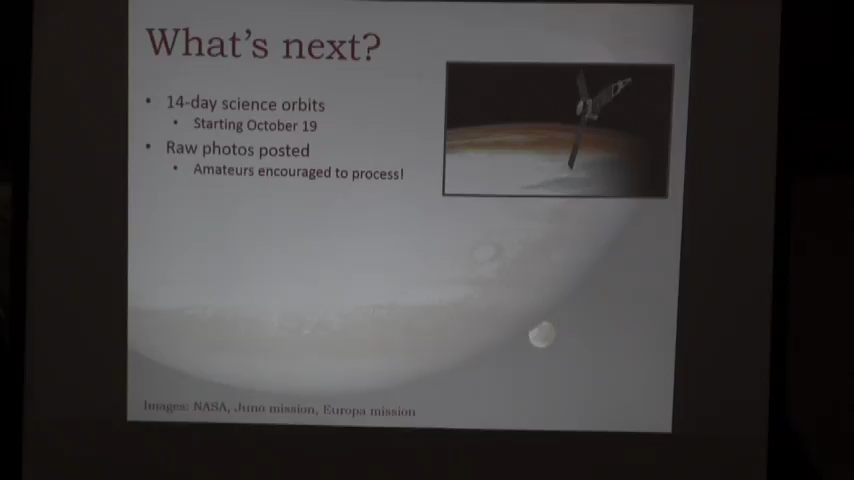 What's next?
• 14-day science orbits
• Starting October 19
• Raw photos posted
• Amateurs encouraged to process!
Images: NASA, Juno mission, Europa mission